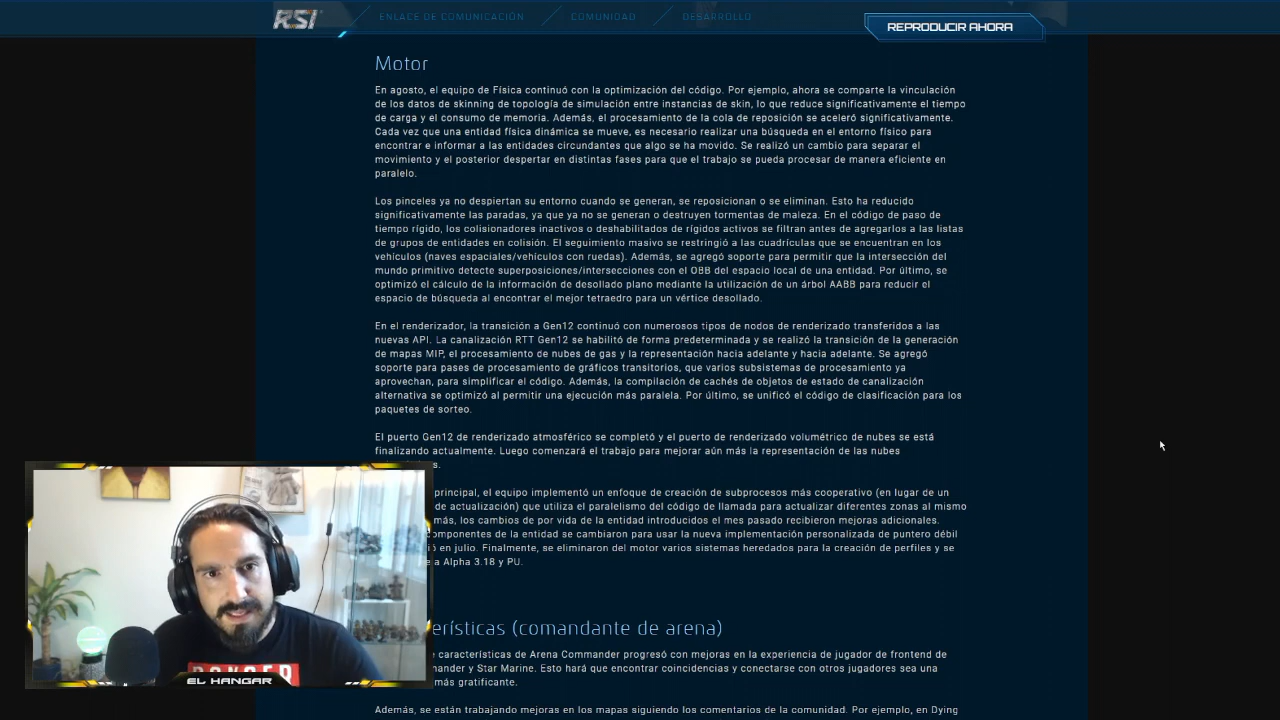 RSI
ENLACE DE COMUNICACIÓN
COMUNIDAD
DESARROLLO
REPRODUCIR AHORA
Motor
En agosto, el equipo de Física continuó con la optimización del código. Por ejemplo, ahora se comparte la vinculación
de los datos de skinning de topología de simulación entre instancias de skin, lo que reduce significativamente el tiempo
de carga y el consumo de memoria. Además, el procesamiento de la cola de reposición se aceleró significativamente.
Cada vez que una entidad física dinámica se mueve, es necesario realizar una búsqueda en el entorno físico para
encontrar e informar a las entidades circundantes que algo se ha movido. Se realizó un cambio para separar el
movimiento y el posterior despertar en distintas fases para que el trabajo se pueda procesar de manera eficiente en
paralelo.
Los pinceles ya no despiertan su entorno cuando se generan, se reposicionan o se eliminan. Esto ha reducido
significativamente las paradas, ya que ya no se generan o destruyen tormentas de maleza. En el código de paso de
tiempo rígido, los colisionadores inactivos o deshabilitados de rígidos activos se filtran antes de agregarlos a las listas
de grupos de entidades en colisión. El seguimiento masivo se restringió a las cuadrículas que se encuentran en los
vehículos (naves espaciales/vehículos con ruedas). Además, se agregó soporte para permitir que la intersección del
mundo primitivo detecte superposiciones/intersecciones con el OBB del espacio local de una entidad. Por último, se
optimizó el cálculo de la información de desollado plano mediante la utilización de un árbol AABB para reducir el
espacio de búsqueda al encontrar el mejor tetraedro para un vértice desollado.
En el renderizador, la transición a Gen12 continuó con numerosos tipos de nodos de renderizado transferidos a las
nuevas API. La canalización RTT Gen12 se habilitó de forma predeterminada y se realizó la transición de la generación
de mapas MIP, el procesamiento de nubes de gas y la representación hacia adelante y hacia adelante. Se agregó
soporte para pases de procesamiento de gráficos transitorios, que varios subsistemas de procesamiento ya
aprovechan, para simplificar el código. Además, la compilación de cachés de objetos de estado de canalización
alternativa se optimizó al permitir una ejecución más paralela. Por último, se unificó el código de clasificación para los
paquetes de sorteo.
El puerto Gen12 de renderizado atmosférico se completó y el puerto de renderizado volumétrico de nubes se está
finalizando actualmente. Luego comenzará el trabajo para mejorar aún más la representación de las nubes
s.
principal, el equipo implementó un enfoque de creación de subprocesos más cooperativo (en lugar de un
de actualización) que utiliza el paralelismo del código de llamada para actualizar diferentes zonas al mismo
más, los cambios de por vida de la entidad introducidos el mes pasado recibieron mejoras adicionales.
omponentes de la entidad se cambiaron para usar la nueva implementación personalizada de puntero débil
ó en julio. Finalmente, se eliminaron del motor varios sistemas heredados para la creación de perfiles y se
e a Alpha 3.18 y PU.
erísticas (comandante de arena)
e características de Arena Commander progresó con mejoras en la experiencia de jugador de frontend de
mander y Star Marine. Esto hará que encontrar coincidencias y conectarse con otros jugadores sea una
más gratificante.
Además, se están trabajando mejoras en los mapas siguiendo los comentarios de la comunidad. Por ejemplo, en Dying
EL HANGAR